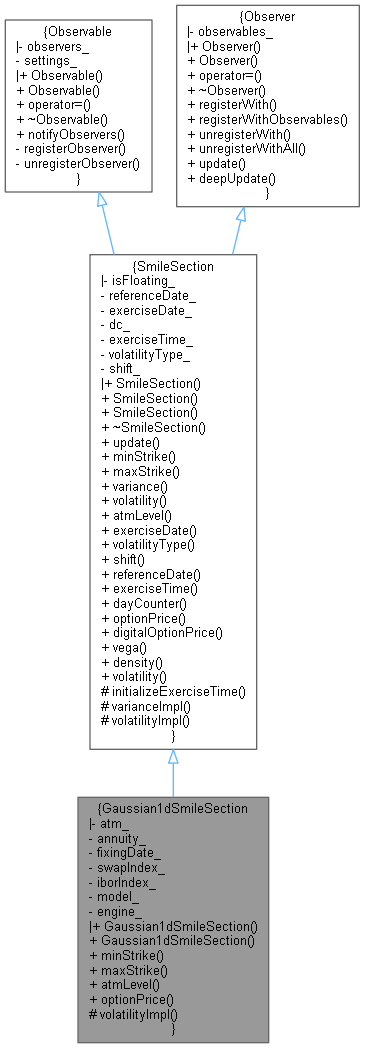 {Observable
|- observers_
- settings_
|+ Observable()
+ Observable()
+ operator=()
+ ~Observable()
+ notifyObservers()
- registerObserver()
- unregisterObserver()
}
{Observer
|- observables_
|+ Observer()
+ Observer()
+ operator=()
+ ~Observer()
+ registerWith()
+ registerWithObservables()
+ unregisterWith()
+ unregisterWithAll()
+ update()
+ deepUpdate()
}
{SmileSection
|- isFloating_
- referenceDate_
- exerciseDate_
- dc_
- exerciseTime_
- volatilityType_
- shift_
|+ SmileSection()
+ SmileSection()
+ SmileSection()
+ ~SmileSection()
+ update()
+ minStrike()
+ maxStrike()
+ variance()
+ volatility()
+ atmLevel()
+ exerciseDate()
+ volatilityType()
+ shift()
+ referenceDate()
+ exerciseTime()
+ dayCounter()
+ optionPrice()
+ digitalOptionPrice()
+ vega()
+ density()
+ volatility()
# initializeExerciseTime()
# varianceImpl()
# volatilityImpl()
}
{Gaussian1dSmileSection
|- atm_
- annuity_
- fixingDate_
- swapIndex_
- iborIndex_
- model_
- engine_
|+ Gaussian1dSmileSection()
+ Gaussian1dSmileSection()
+ minStrike()
+ maxStrike()
+ atmLevel()
+ optionPrice()
# volatilityImpl()
}